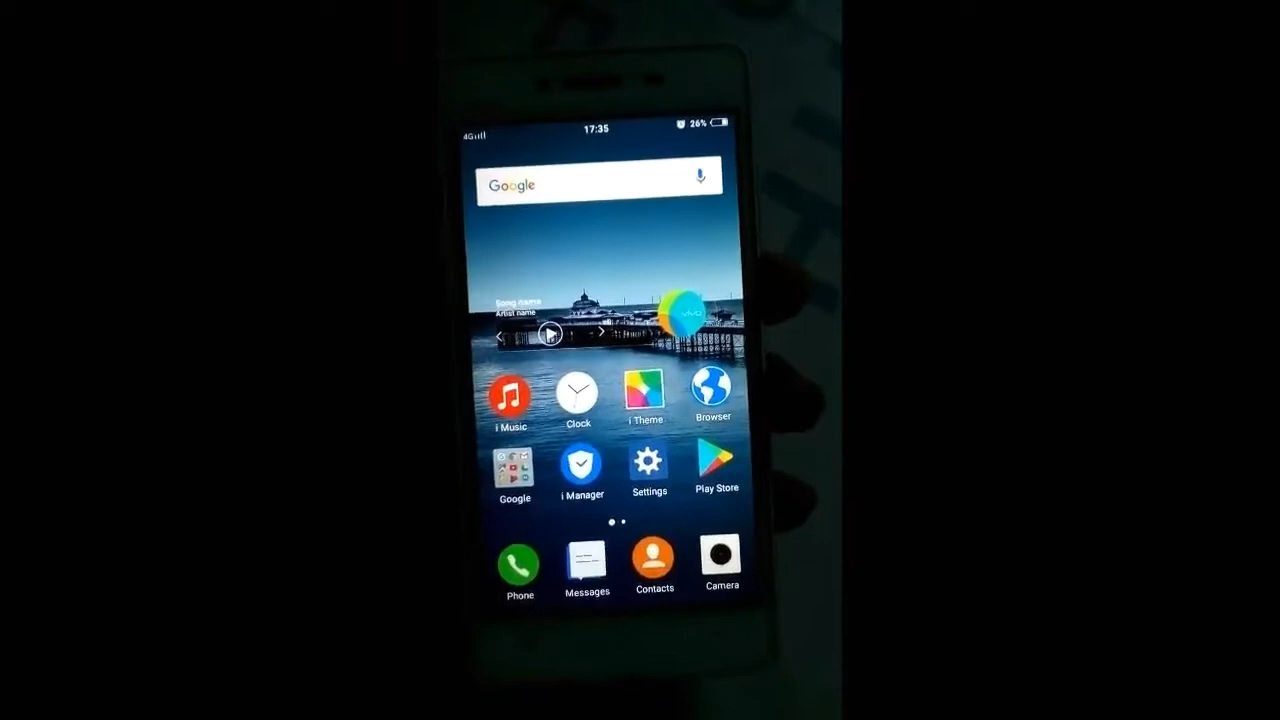 4G 17:35 26%
Google
Song name
Artist name
vivo
i Music Clock i Theme Browser
Google i Manager Settings Play Store
Phone Messages Contacts Camera